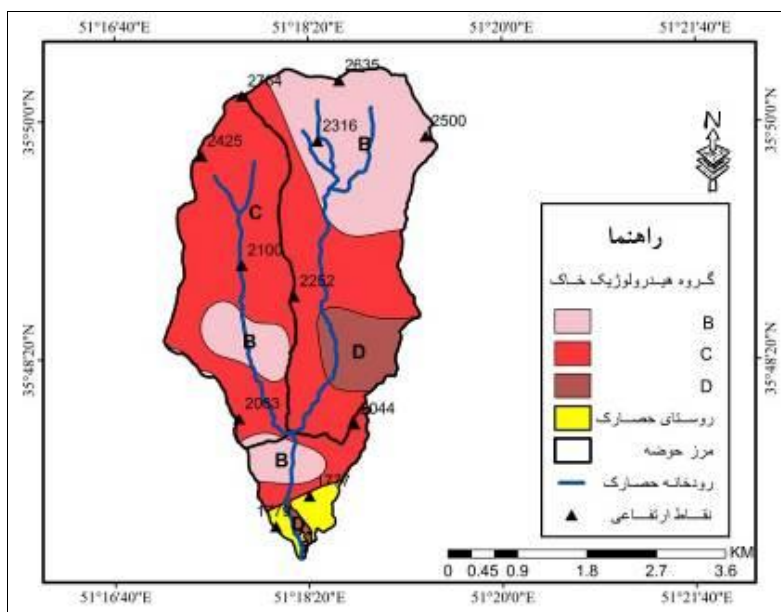 51°16'40"E 51°18'20"E 51°20'0"E 51°21'40"E
35°50'0"N
35°50'0"N
35°48'20"N
35°48'20"N
2635
2764
2316
2500
B
2425
C
2100
2252
B
D
2063
B
D
N
راهنما
گروه هیدرولوژیک خاک
B
C
D
روستای حصارک
مرز حوضه
رودخانه حصارک
نقاط ارتفاعی
KM
0 0.45 0.9 1.8 2.7 3.6
51°16'40"E 51°18'20"E 51°20'0"E 51°21'40"E